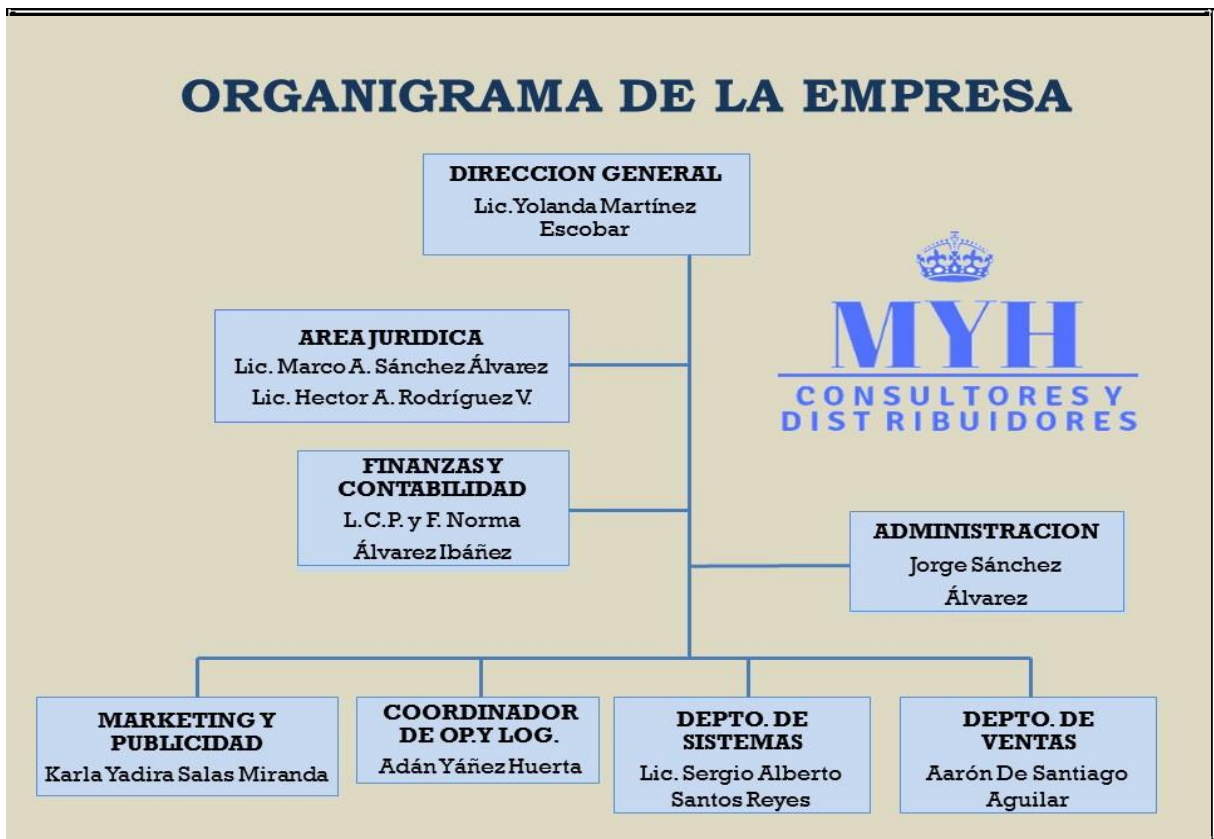 ORGANIGRAMA DE LA EMPRESA
DIRECCION GENERAL
Lic. Yolanda Martínez
Escobar
MYH
CONSULTORES Y
DISTRIBUIDORES
AREA JURIDICA
Lic. Marco A. Sánchez Álvarez
Lic. Hector A. Rodríguez V.
FINANZAS Y
CONTABILIDAD
L.C.P. y F. Norma
Álvarez Ibáñez
ADMINISTRACION
Jorge Sánchez
Álvarez
MARKETING Y
PUBLICIDAD
Karla Yadira Salas Miranda
COORDINADOR
DE OP. Y LOG.
Adán Yáñez Huerta
DEPTO. DE
SISTEMAS
Lic. Sergio Alberto
Santos Reyes
DEPTO. DE
VENTAS
Aarón De Santiago
Aguilar